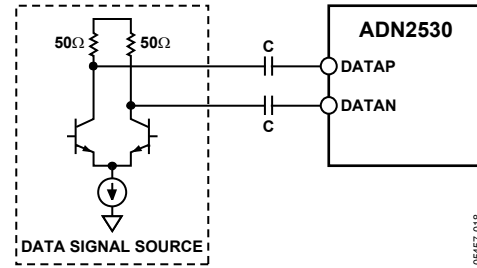 50Ω 50Ω
ADN2530
C
DATAP
DATAN
C
DATA SIGNAL SOURCE
05457-018